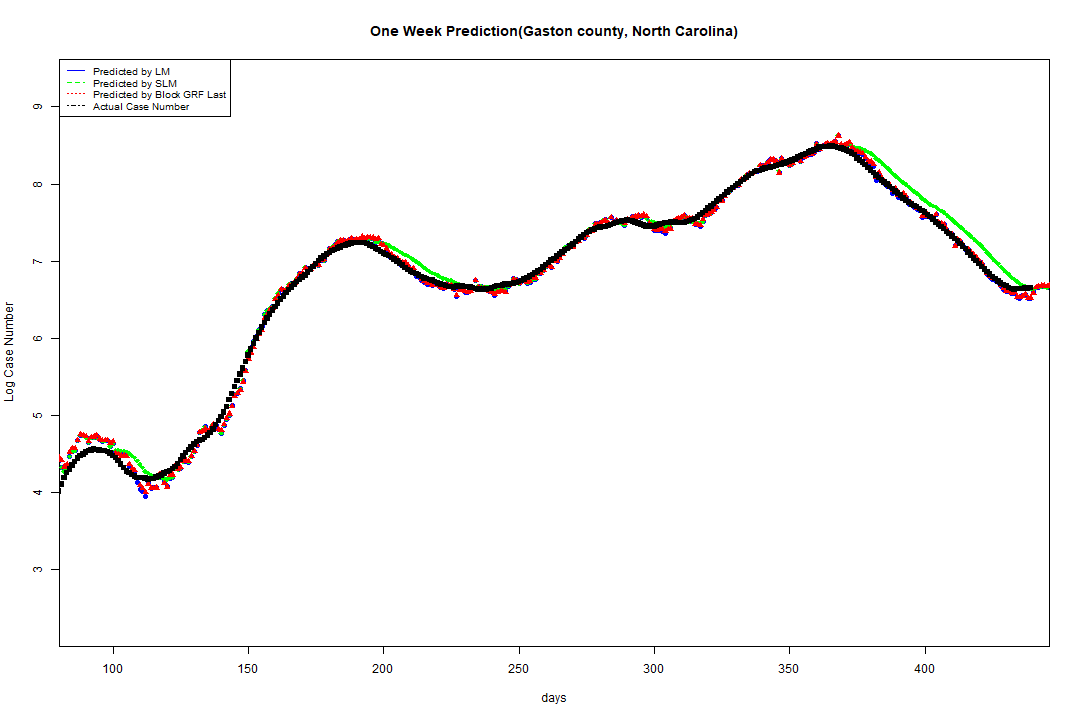 One Week Prediction(Gaston county, North Carolina)
Predicted by LM
Predicted by SLM
Predicted by Block GRF Last
Actual Case Number
9
8
7
6
5
4
3
Log Case Number
100 150 200 250 300 350 400
days